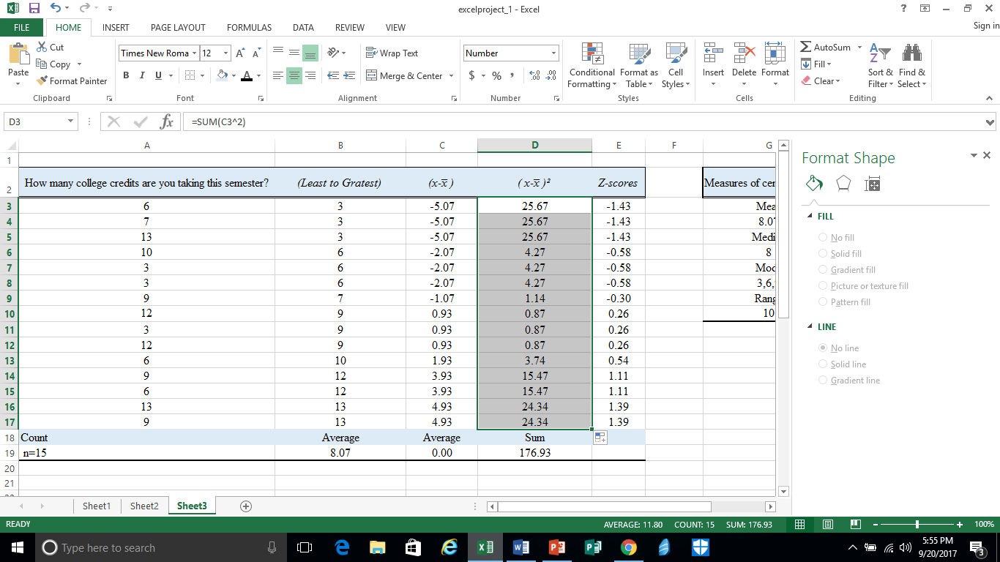 excelproject_1 - Excel
FILE HOME INSERT PAGE LAYOUT FORMULAS DATA REVIEW VIEW Sign in
Paste Cut Copy Format Painter
Times New Roma 12
B I U A
Wrap Text
Merge & Center
Number
$ % ,
Conditional Formatting Format as Table Cell Styles
Insert Delete Format
AutoSum Fill Clear
Sort & Filter Find & Select
Clipboard Font Alignment Number Styles Cells Editing
D3 fx =SUM(C3^2)
A B C D E F G
1
2 How many college credits are you taking this semester? (Least to Gratest) (x-x̅ ) ( x-x̅ )² Z-scores Measures of cer
3 6 3 -5.07 25.67 -1.43 Mea
4 7 3 -5.07 25.67 -1.43 8.07
5 13 3 -5.07 25.67 -1.43 Medi
6 10 6 -2.07 4.27 -0.58 8
7 3 6 -2.07 4.27 -0.58 Moc
8 3 6 -2.07 4.27 -0.58 3,6,
9 9 7 -1.07 1.14 -0.30 Rang
10 12 9 0.93 0.87 0.26 10
11 3 9 0.93 0.87 0.26
12 12 9 0.93 0.87 0.26
13 6 10 1.93 3.74 0.54
14 9 12 3.93 15.47 1.11
15 6 12 3.93 15.47 1.11
16 13 13 4.93 24.34 1.39
17 9 13 4.93 24.34 1.39
18 Count Average Average Sum
19 n=15 8.07 0.00 176.93
20
21
Format Shape
FILL
No fill
Solid fill
Gradient fill
Picture or texture fill
Pattern fill
LINE
No line
Solid line
Gradient line
Sheet1 Sheet2 Sheet3
READY AVERAGE: 11.80 COUNT: 15 SUM: 176.93 100%
Type here to search
5:55 PM
9/20/2017
3